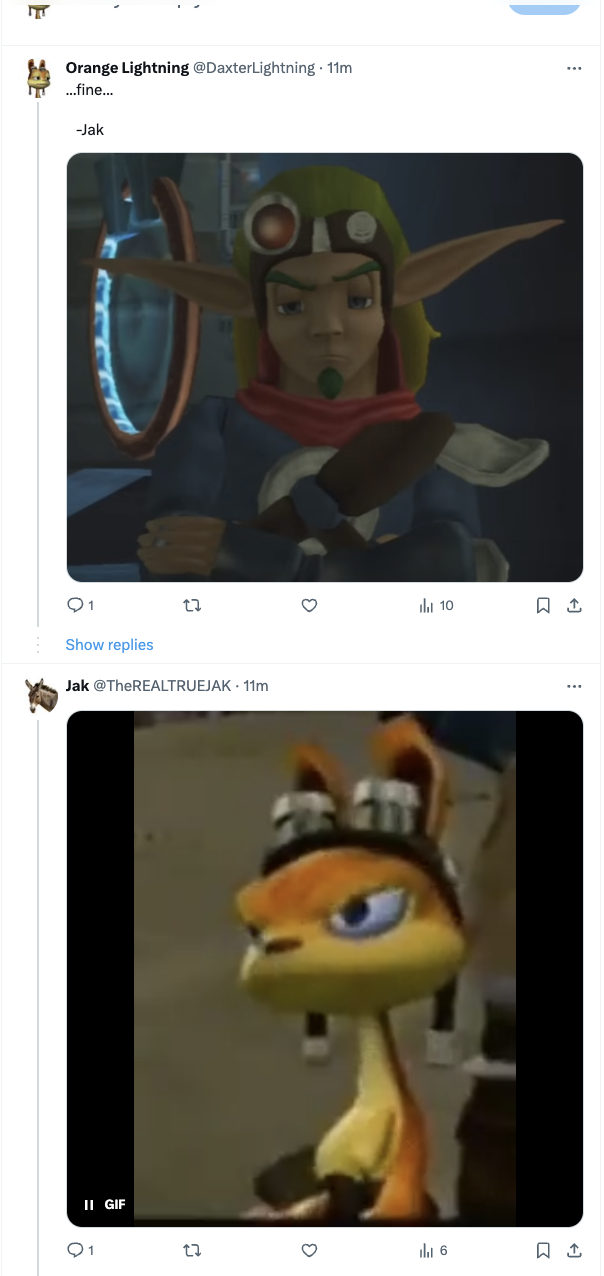 Orange Lightning @DaxterLightning · 11m
...fine...
-Jak
1
10
Show replies
Jak @TheREALTRUEJAK · 11m
GIF
1
6